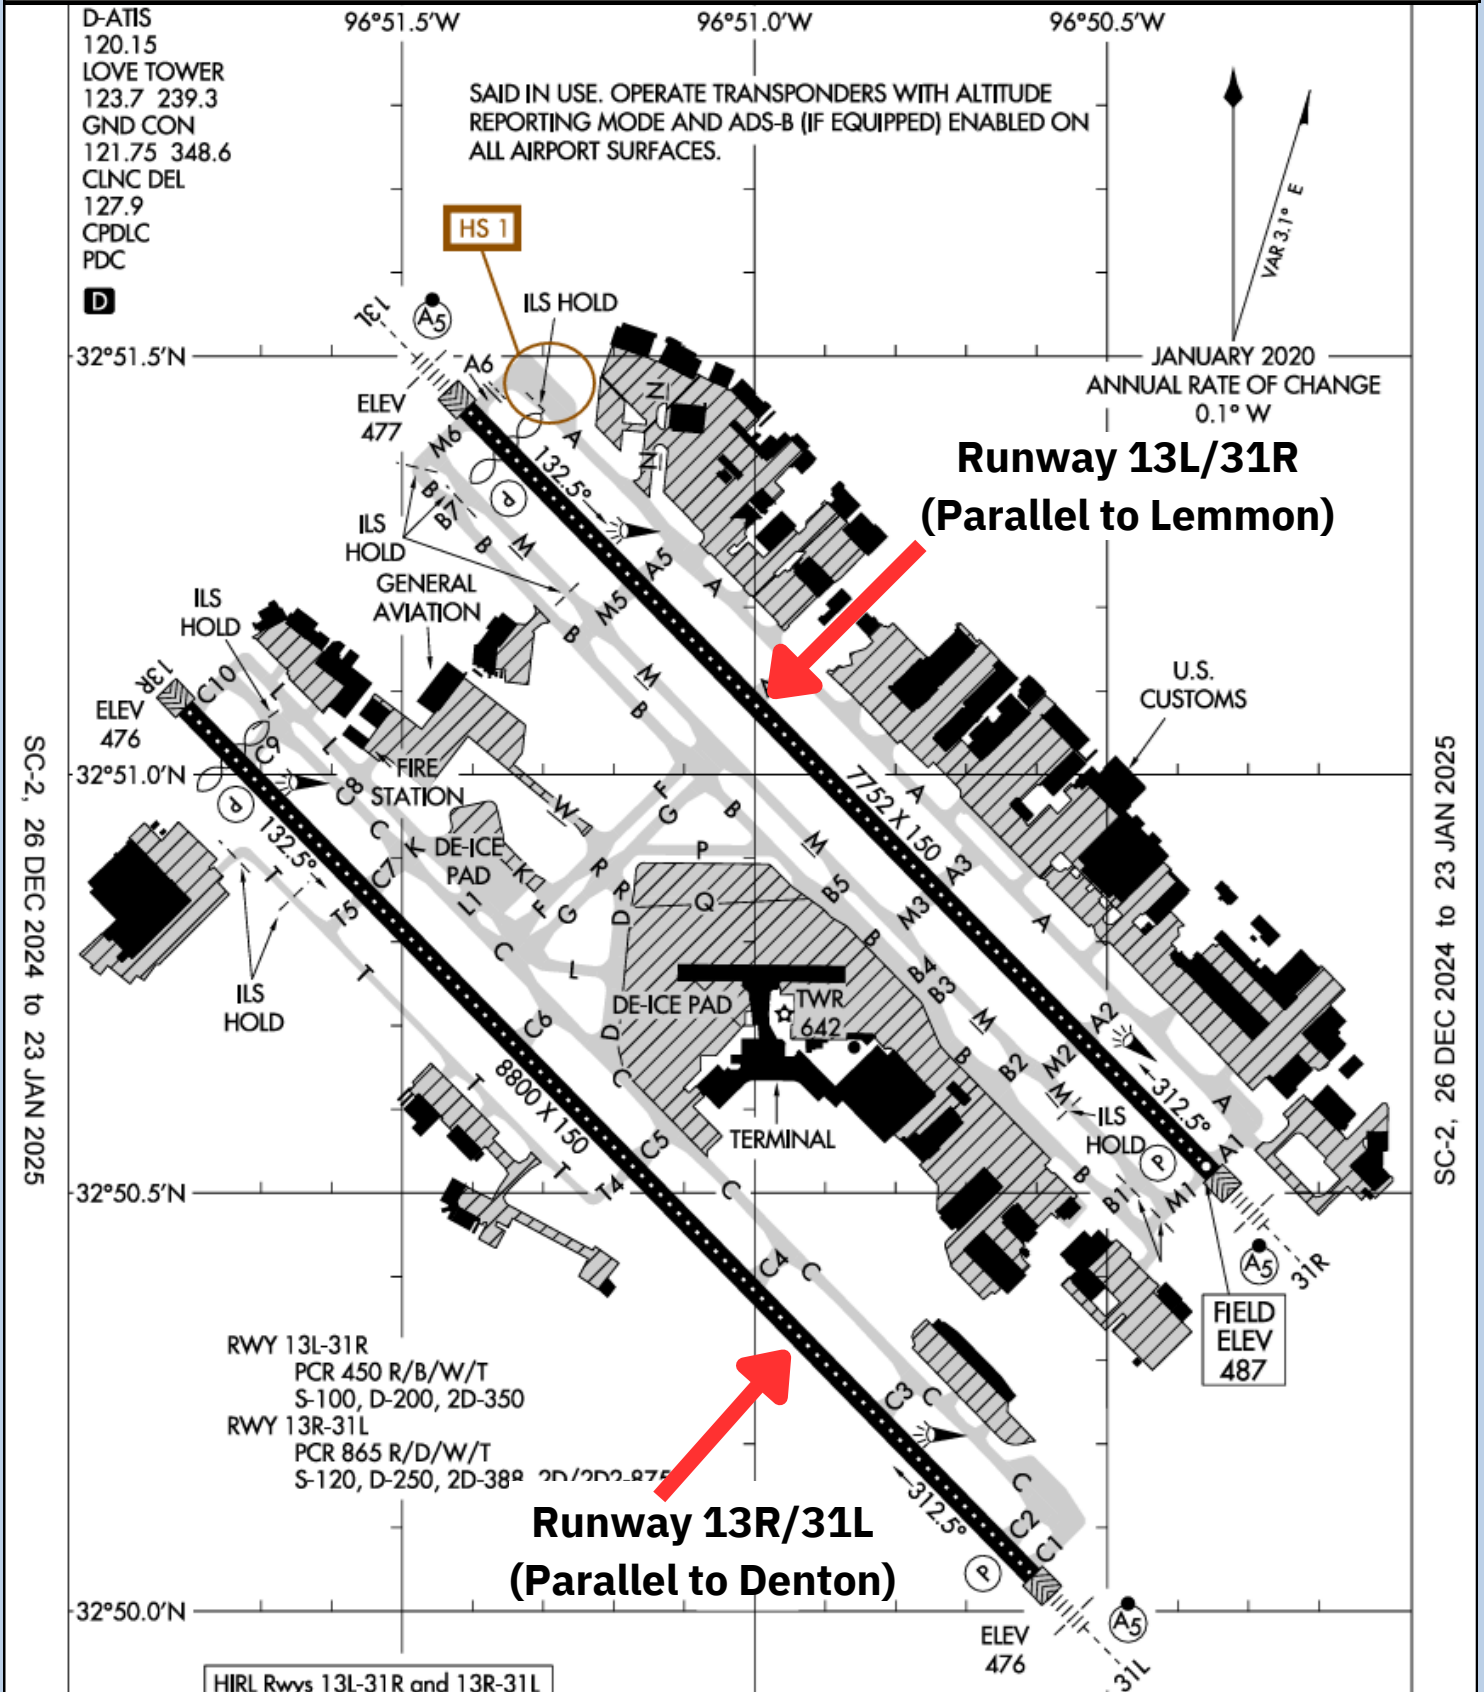 D-ATIS
120.15
LOVE TOWER
123.7 239.3
GND CON
121.75 348.6
CLNC DEL
127.9
CPDLC
PDC
D
96°51.5'W
96°51.0'W
96°50.5'W
SAID IN USE. OPERATE TRANSPONDERS WITH ALTITUDE
REPORTING MODE AND ADS-B (IF EQUIPPED) ENABLED ON
ALL AIRPORT SURFACES.
VAR 3.1° E
JANUARY 2020
ANNUAL RATE OF CHANGE
0.1° W
HS 1
ILS HOLD
13L
A5
32°51.5'N
A6
ELEV
477
M6
A
N
N
132.5°
P
B
B7
B
M
ILS
HOLD
A5
A
M5
B
Runway 13L/31R
(Parallel to Lemmon)
GENERAL
AVIATION
ILS
HOLD
13R
C10
L
L
ELEV
476
M
B
U.S.
CUSTOMS
32°51.0'N
C9
C8
FIRE
STATION
P
132.5°
C
K
C7
DE-ICE
PAD
K
L1
W
F
G
B
M
P
Q
R
R
D
F
G
L
C
7752 X 150
A
A3
A
B5
M3
B
B4
B3
M
T
T5
T
ILS
HOLD
DE-ICE PAD
TWR
642
D
C
C6
A2
B
B2
M2
M
312.5°
A
A1
ILS
HOLD
P
TERMINAL
8800 X 150
T
T
T4
C5
C
32°50.5'N
B
B1
M1
A5
31R
FIELD
ELEV
487
C4
C
RWY 13L-31R
PCR 450 R/B/W/T
S-100, D-200, 2D-350
RWY 13R-31L
PCR 865 R/D/W/T
S-120, D-250, 2D-388, 2D/2D2-875
C3
C
312.5°
C
C2
C1
P
Runway 13R/31L
(Parallel to Denton)
32°50.0'N
A5
ELEV
476
31L
HIRL Rwys 13L-31R and 13R-31L
SC-2, 26 DEC 2024 to 23 JAN 2025
SC-2, 26 DEC 2024 to 23 JAN 2025